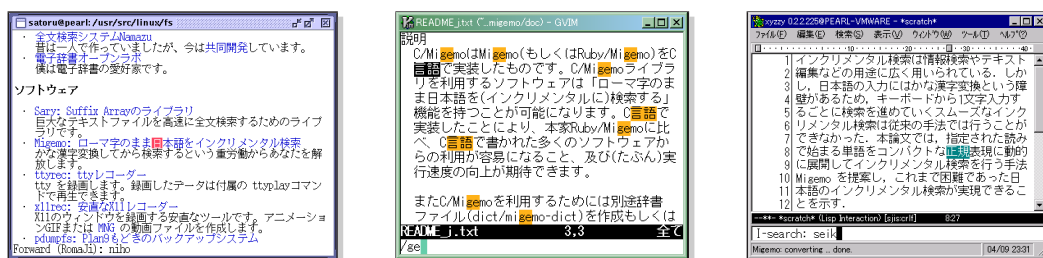 satoru@pearl: /usr/src/linux/fs
・ 全文検索システムNamazu
昔は一人で作っていましたが、今は共同開発しています。
・ 電子辞書オープンラボ
僕は電子辞書の愛好家です。
ソフトウェア
・ Sary: Suffix Arrayのライブラリ
巨大なテキストファイルを高速に全文検索するためのライブ
ラリです。
・ Migemo: ローマ字のまま日本語をインクリメンタル検索
かな漢字変換してから検索するという重労働からあなたを解
放します。
・ ttyrec: ttyレコーダー
tty を録画します。録画したデータは付属の ttyplayコマン
ドで再生できます。
・ x11rec: 安直なX11レコーダー
X11のウィンドウを録画する安直なツールです。アニメーショ
ンGIFまたは MNG の動画ファイルを作成します。
・ pdumpfs: Plan9もどきのバックアップシステム
Forward (RomaJi): niho
README_j.txt (~_migemo/doc) - GVIM
説明
C/MigemoはMigemo(もしくはRuby/Migemo)をC
言語で実装したものです。C/Migemoライブラ
リを利用するソフトウェアは「ローマ字のま
ま日本語を(インクリメンタルに)検索する」
機能を持つことが可能になります。C言語で
実装したことにより、本家Ruby/Migemoに比
べ、C言語で書かれた多くのソフトウェアか
らの利用が容易になること、及び(たぶん)実
行速度の向上が期待できます。
またC/Migemoを利用するためには別途辞書
ファイル(dict/migemo-dict)を作成もしくは
README_j.txt 3,3 全て
/ge
xyzzy 0.2.2.225@PEARL-VMWARE - *scratch*
ファイル(F) 編集(E) 検索(S) 表示(V) ウィンドウ(W) ツール(T) ヘルプ(?)
10 20 30 40
1 インクリメンタル検索は情報検索やテキスト
2 編集などの用途に広く用いられている．しか
3 し，日本語の入力にはかな漢字変換という障
4 壁があるため，キーボードから1文字入力す
5 るごとに検索を進めていくスムーズなインク
6 リメンタル検索は従来の手法では行うことが
7 できなかった．本論文では，指定された読み
8 で始まる単語をコンパクトな正規表現に動的
9 に展開してインクリメンタル検索を行う手法
10 Migemo を提案し，これまで困難であった日
11 本語のインクリメンタル検索が実現できるこ
12 とを示す．
--**- *scratch* (Lisp Interaction) [sjis:crlf] 8:27
I-search: seik
Migemo: converting .. done. 04/09 23:31